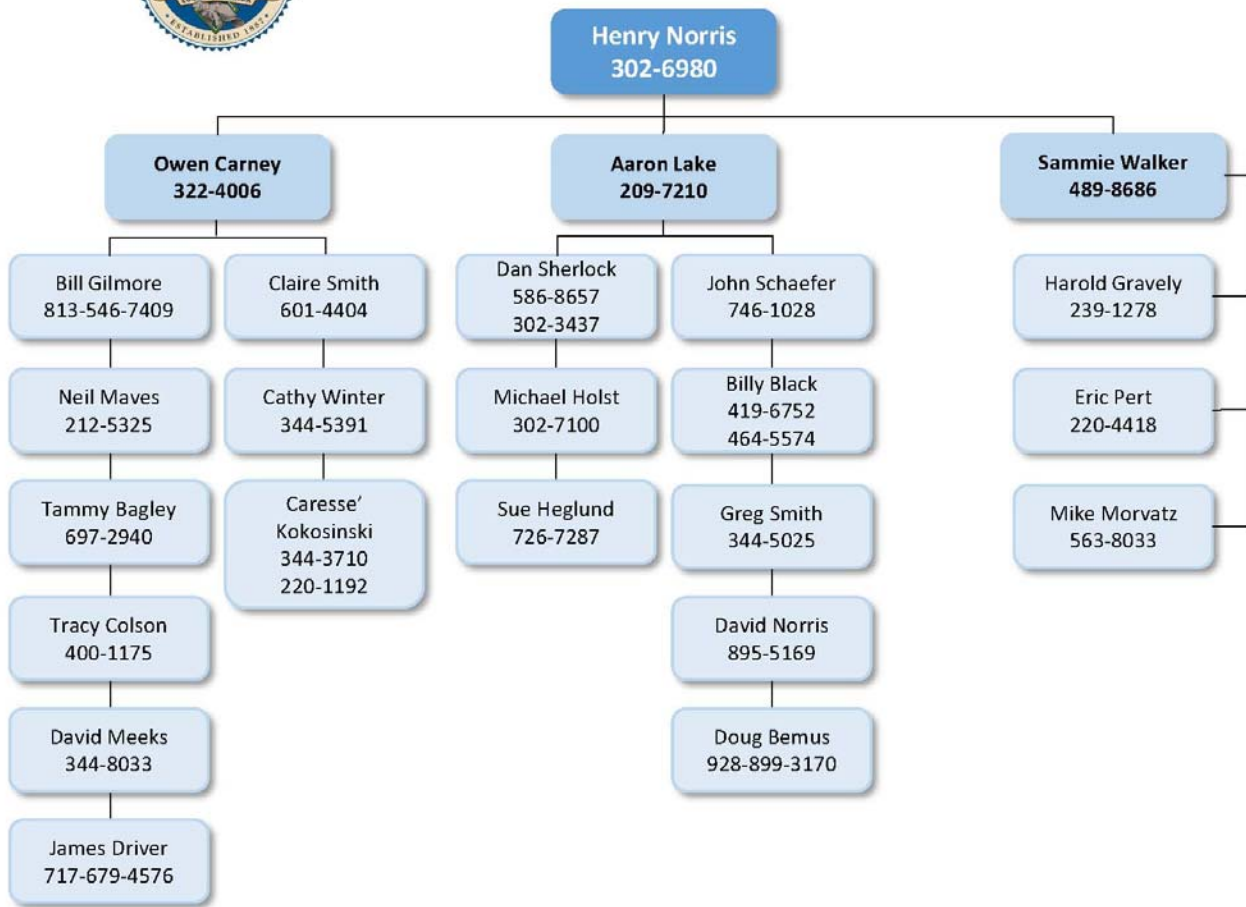 ESTABLISHED 1887
Henry Norris
302-6980
Owen Carney
322-4006
Aaron Lake
209-7210
Sammie Walker
489-8686
Bill Gilmore
813-546-7409
Claire Smith
601-4404
Dan Sherlock
586-8657
302-3437
John Schaefer
746-1028
Harold Gravely
239-1278
Neil Maves
212-5325
Cathy Winter
344-5391
Michael Holst
302-7100
Billy Black
419-6752
464-5574
Eric Pert
220-4418
Tammy Bagley
697-2940
Caresse’
Kokosinski
344-3710
220-1192
Sue Heglund
726-7287
Greg Smith
344-5025
Mike Morvatz
563-8033
Tracy Colson
400-1175
David Norris
895-5169
David Meeks
344-8033
Doug Bemus
928-899-3170
James Driver
717-679-4576